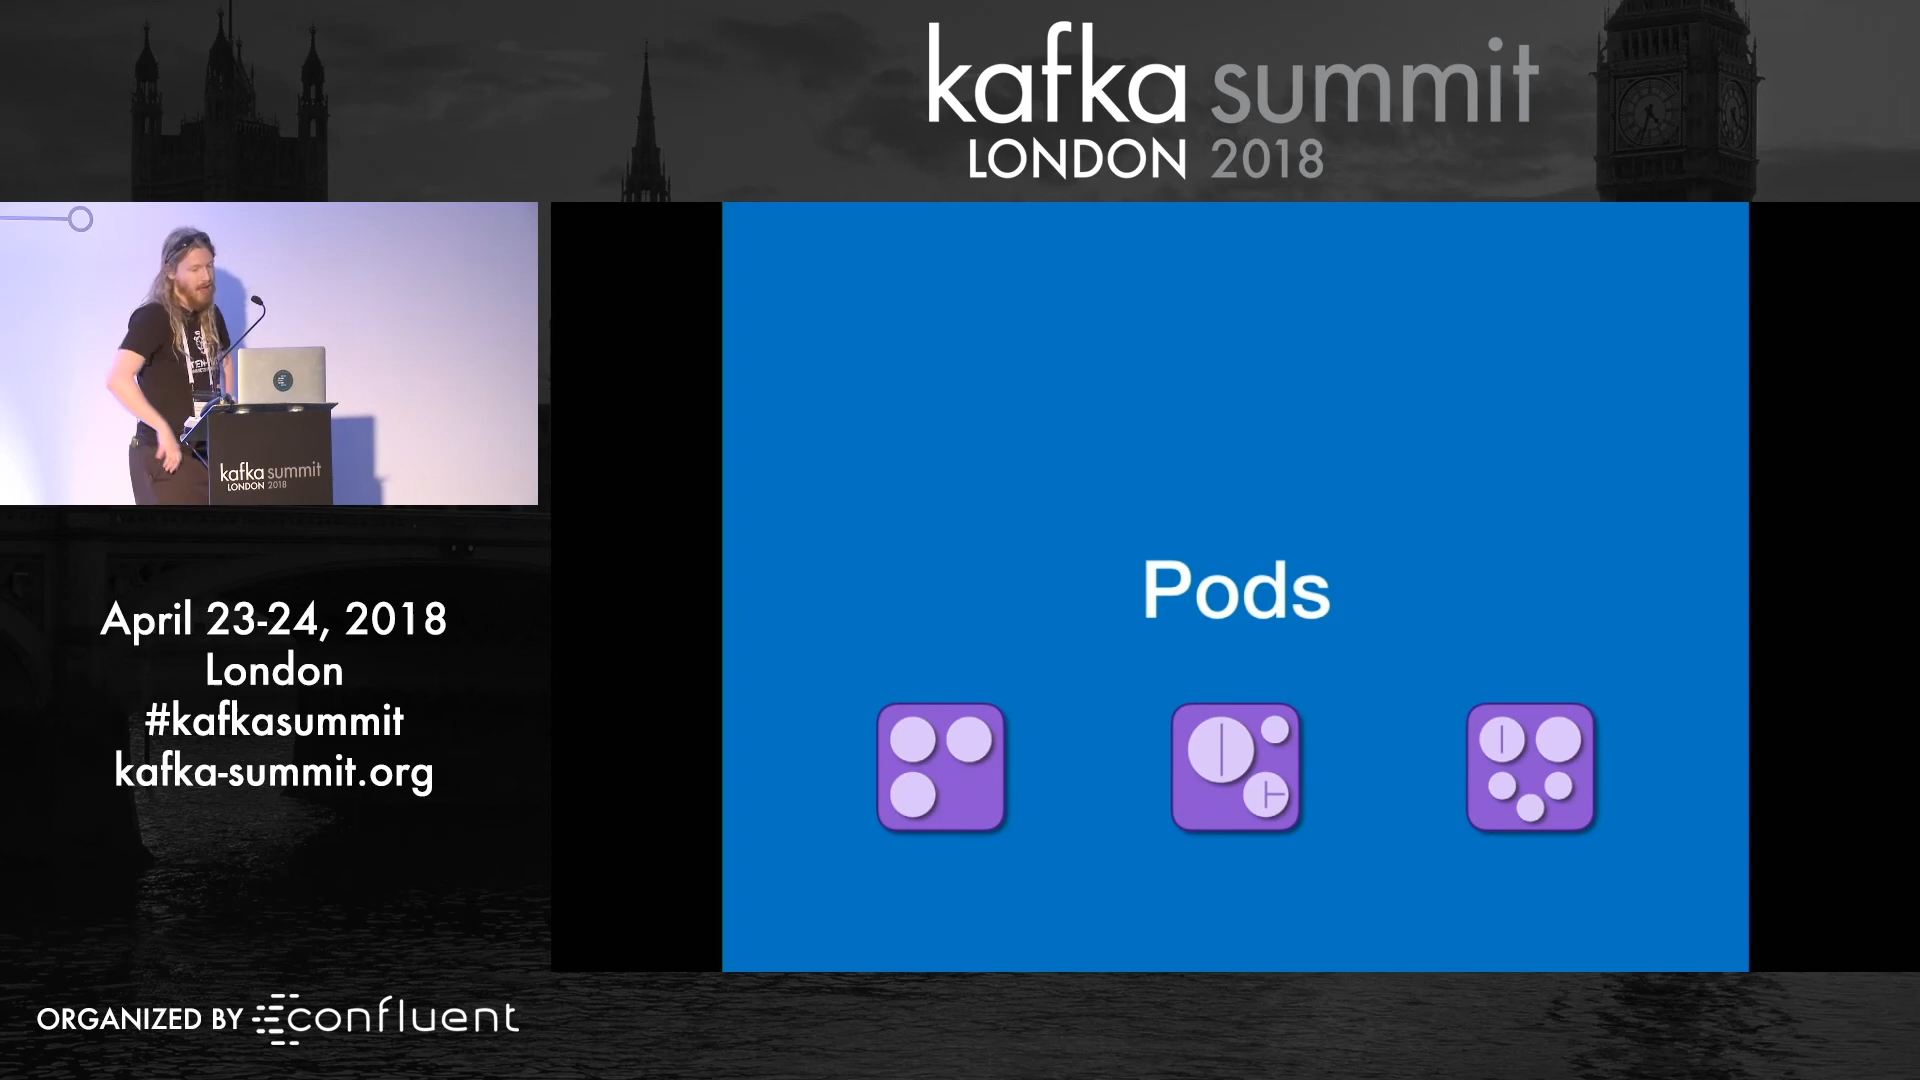 kafka summit
LONDON 2018
kafka summit
LONDON 2018
Pods
April 23-24, 2018
London
#kafkasummit
kafka-summit.org
ORGANIZED BY confluent